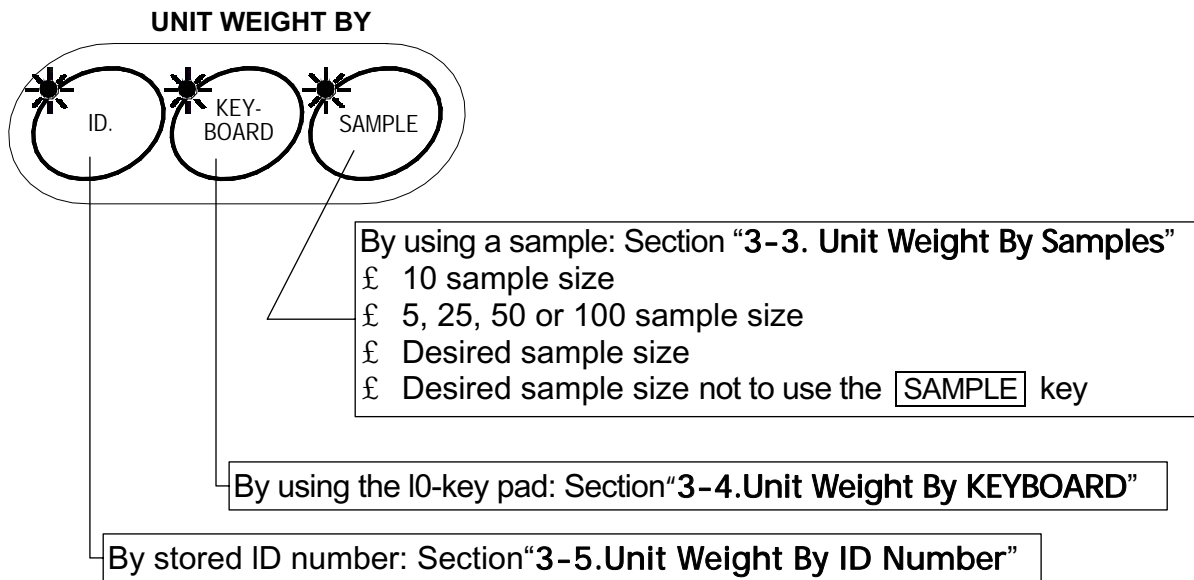 UNIT WEIGHT BY
ID.
KEY-
BOARD
SAMPLE
By using a sample: Section “3-3. Unit Weight By Samples”
£ 10 sample size
£ 5, 25, 50 or 100 sample size
£ Desired sample size
£ Desired sample size not to use the SAMPLE key
By using the l0-key pad: Section“3-4.Unit Weight By KEYBOARD”
By stored ID number: Section“3-5.Unit Weight By ID Number”